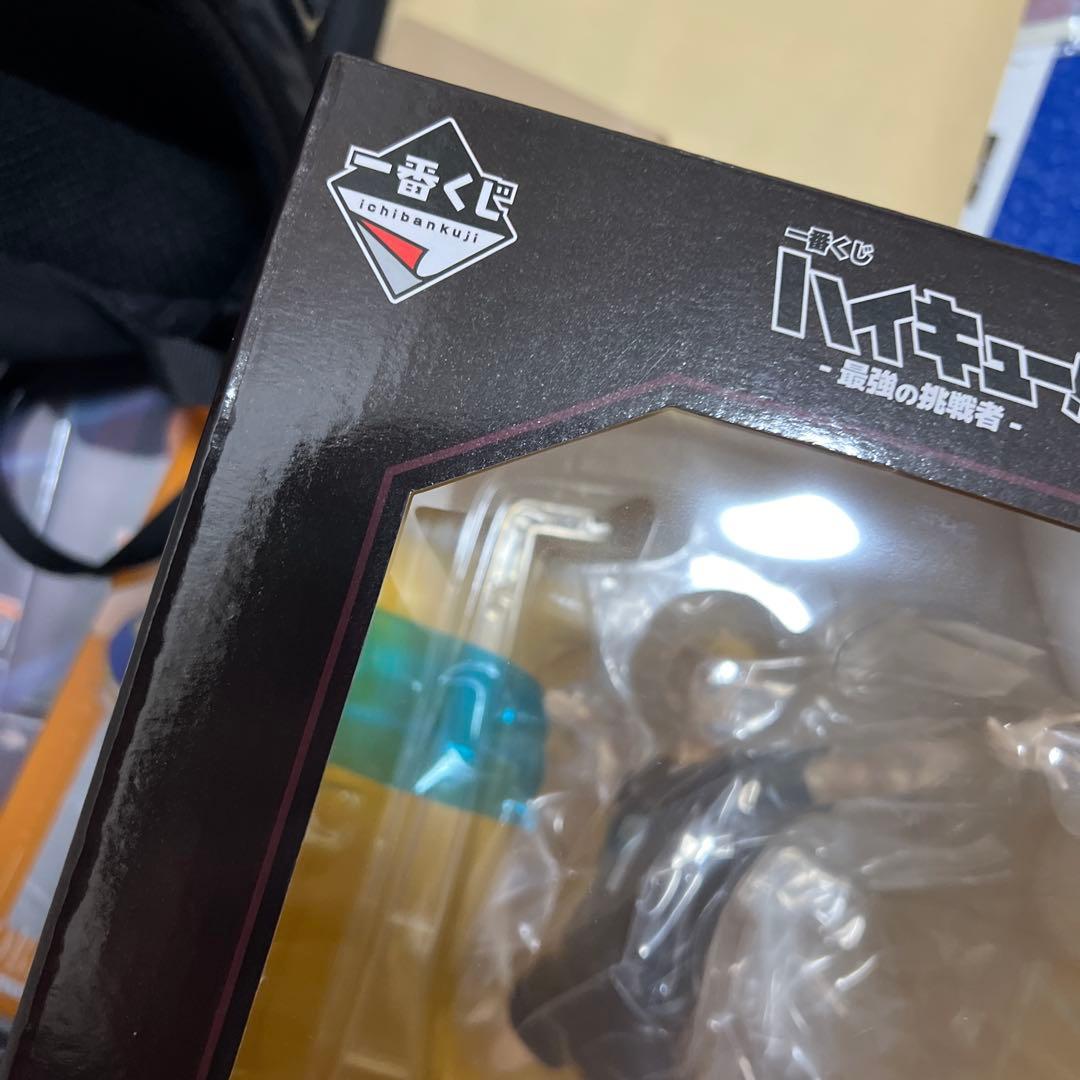 一番くじ
ichibankuji
一番くじ
ハイキュー
- 最強の挑戦者 -